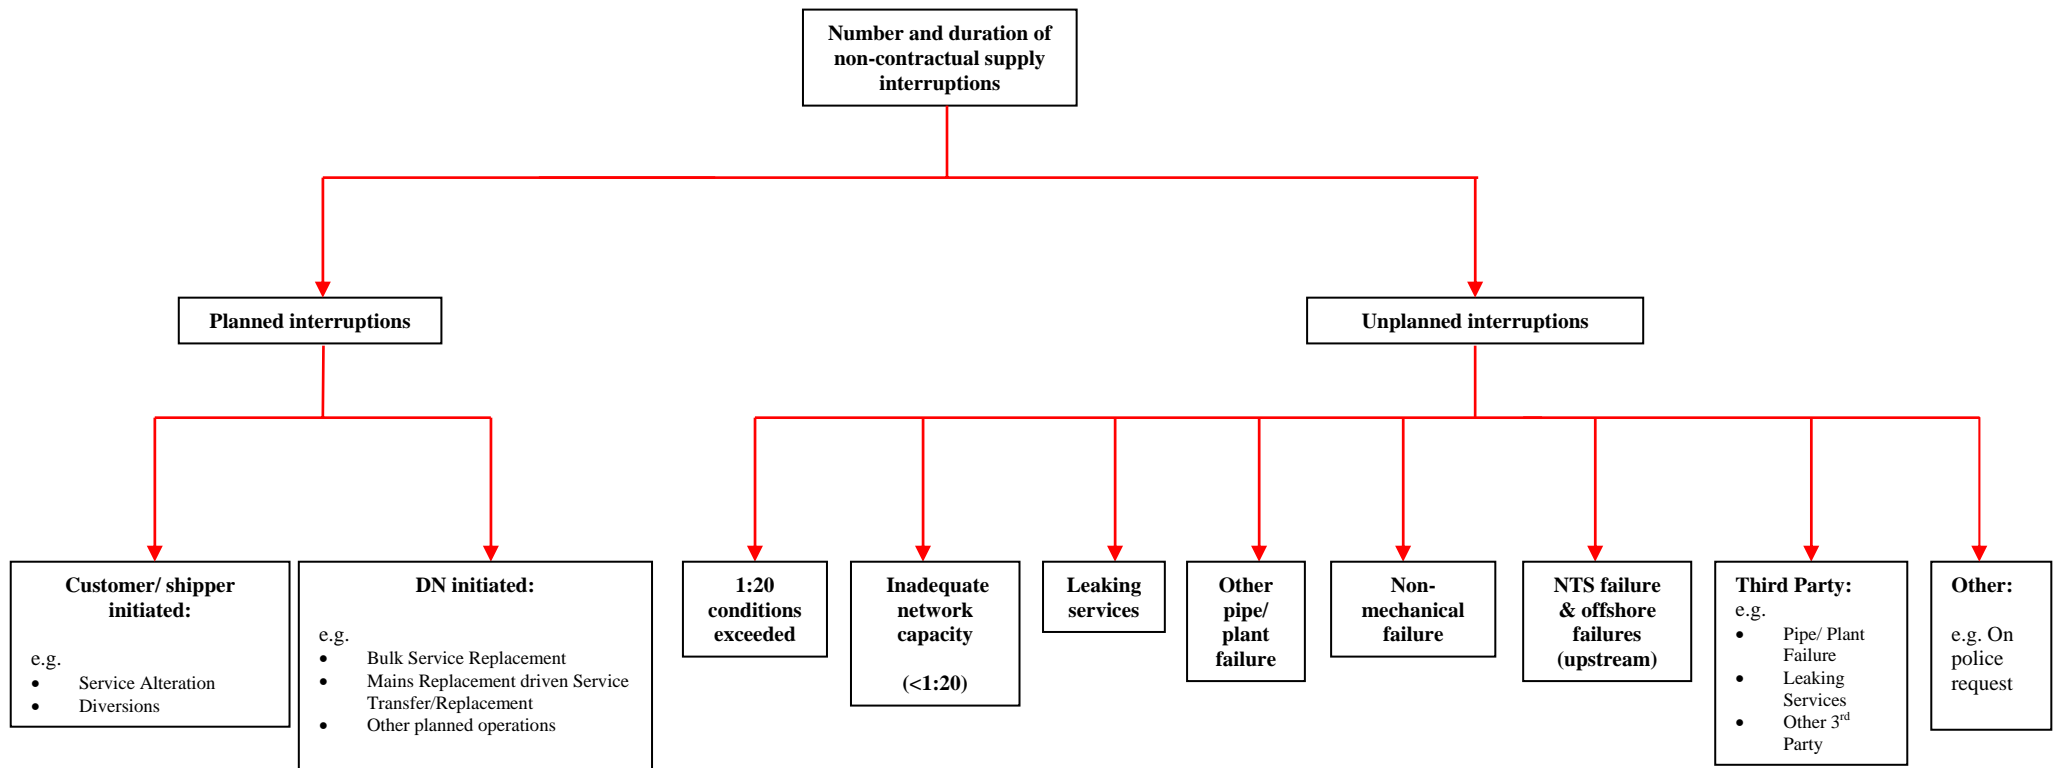 Number and duration of
non-contractual supply
interruptions
Planned interruptions
Unplanned interruptions
Customer/ shipper
initiated:
e.g.
• Service Alteration
• Diversions
DN initiated:
e.g.
• Bulk Service Replacement
• Mains Replacement driven Service
Transfer/Replacement
• Other planned operations
1:20
conditions
exceeded
Inadequate
network
capacity
(<1:20)
Leaking
services
Other
pipe/
plant
failure
Non-
mechanical
failure
NTS failure
& offshore
failures
(upstream)
Third Party:
e.g.
• Pipe/ Plant
Failure
• Leaking
Services
• Other 3rd
Party
Other:
e.g. On
police
request